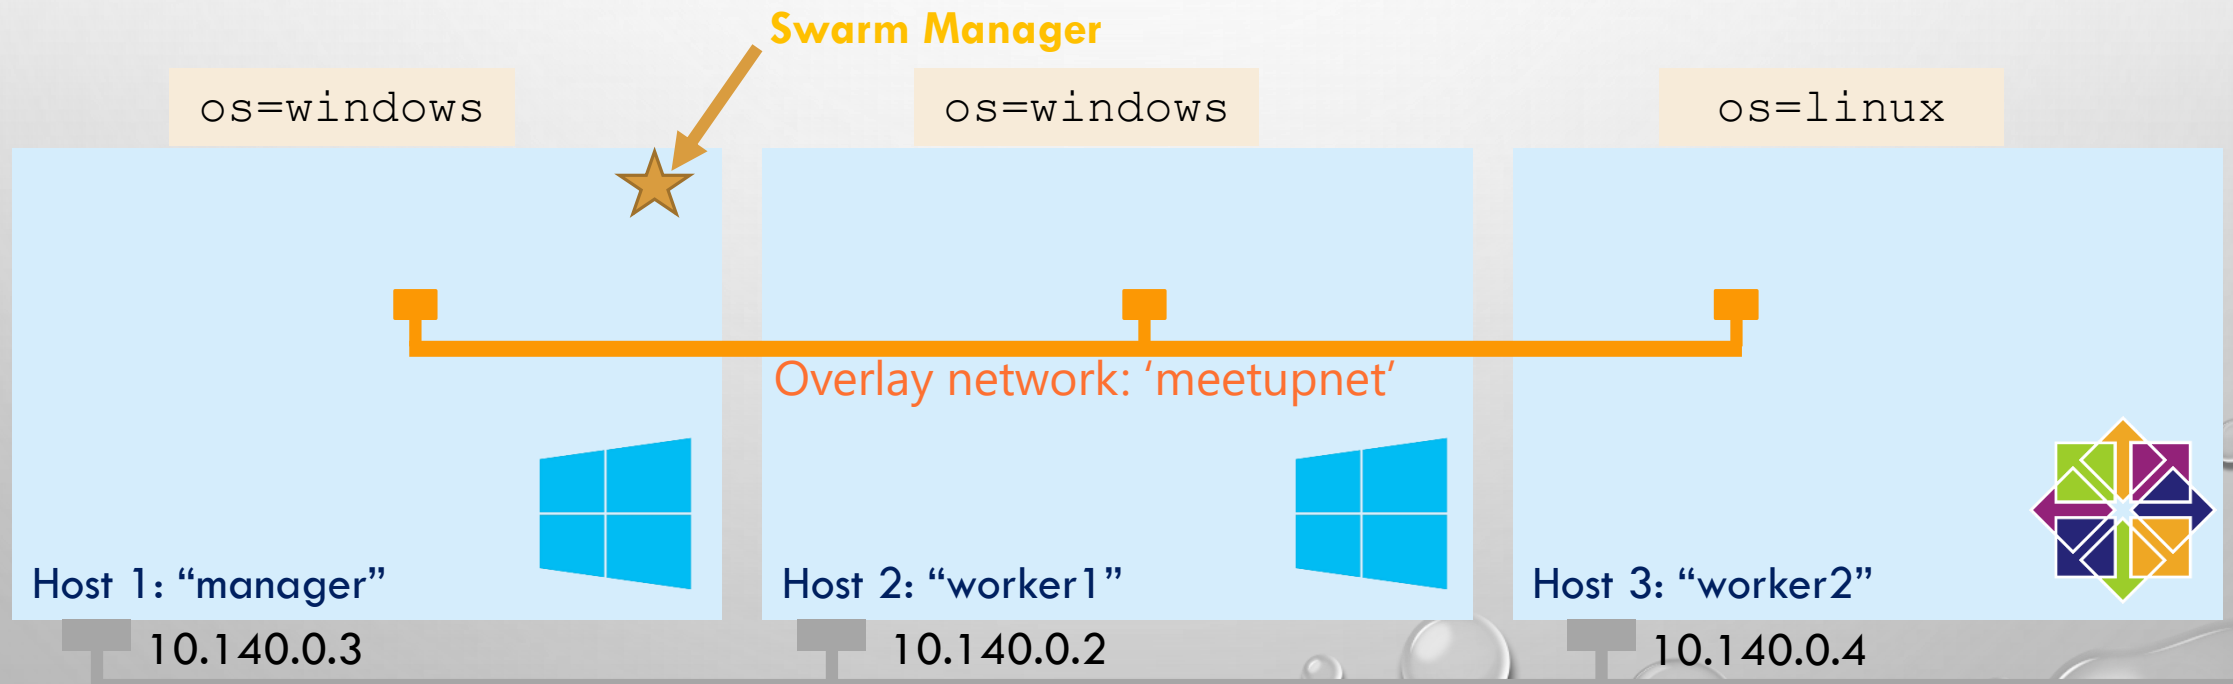 Swarm Manager
os=windows
os=windows
os=linux
Overlay network: ‘meetupnet’
Host 1: “manager”
Host 2: “worker1”
Host 3: “worker2”
10.140.0.3
10.140.0.2
10.140.0.4